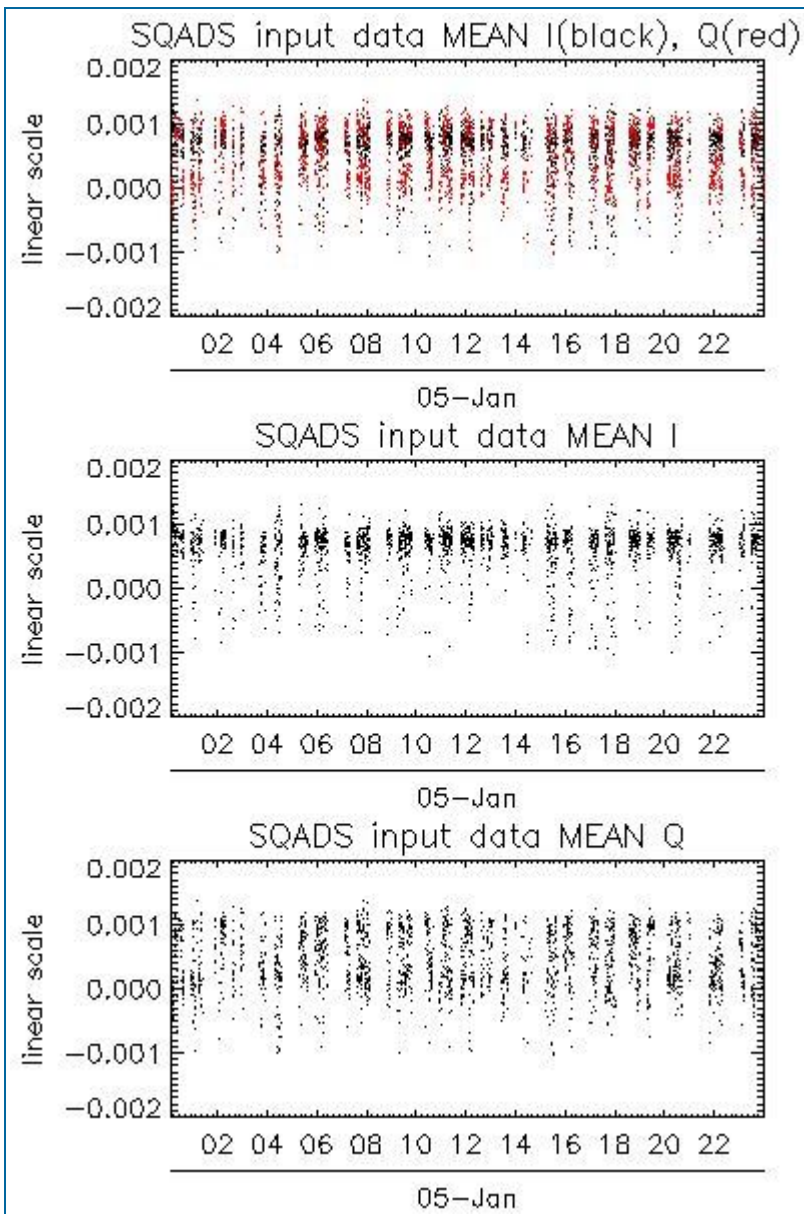 SQADS input data MEAN I(black), Q(red)
linear scale
0.002
0.001
0.000
-0.001
-0.002
02 04 06 08 10 12 14 16 18 20 22
05-Jan
SQADS input data MEAN I
linear scale
0.002
0.001
0.000
-0.001
-0.002
02 04 06 08 10 12 14 16 18 20 22
05-Jan
SQADS input data MEAN Q
linear scale
0.002
0.001
0.000
-0.001
-0.002
02 04 06 08 10 12 14 16 18 20 22
05-Jan